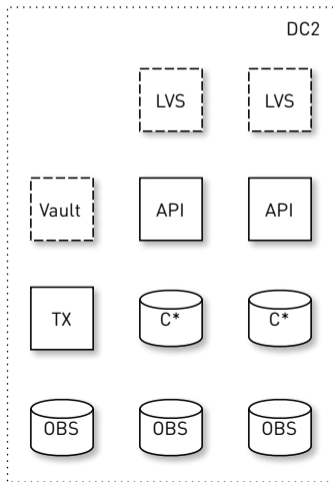 DC2
LVS LVS
Vault API API
TX C* C*
OBS OBS OBS